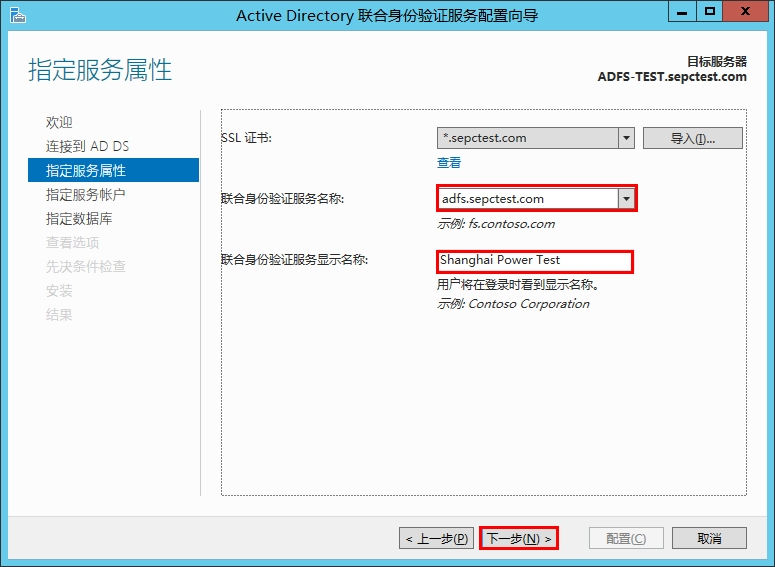 Active Directory 联合身份验证服务配置向导
指定服务属性
目标服务器
ADFS-TEST.sepctest.com
欢迎
连接到 AD DS
指定服务属性
指定服务帐户
指定数据库
查看选项
先决条件检查
安装
结果
SSL 证书:
*.sepctest.com
导入(I)...
查看
联合身份验证服务名称:
adfs.sepctest.com
示例: fs.contoso.com
联合身份验证服务显示名称:
Shanghai Power Test
用户将在登录时看到显示名称。
示例: Contoso Corporation
< 上一步(P)
下一步(N) >
配置(C)
取消